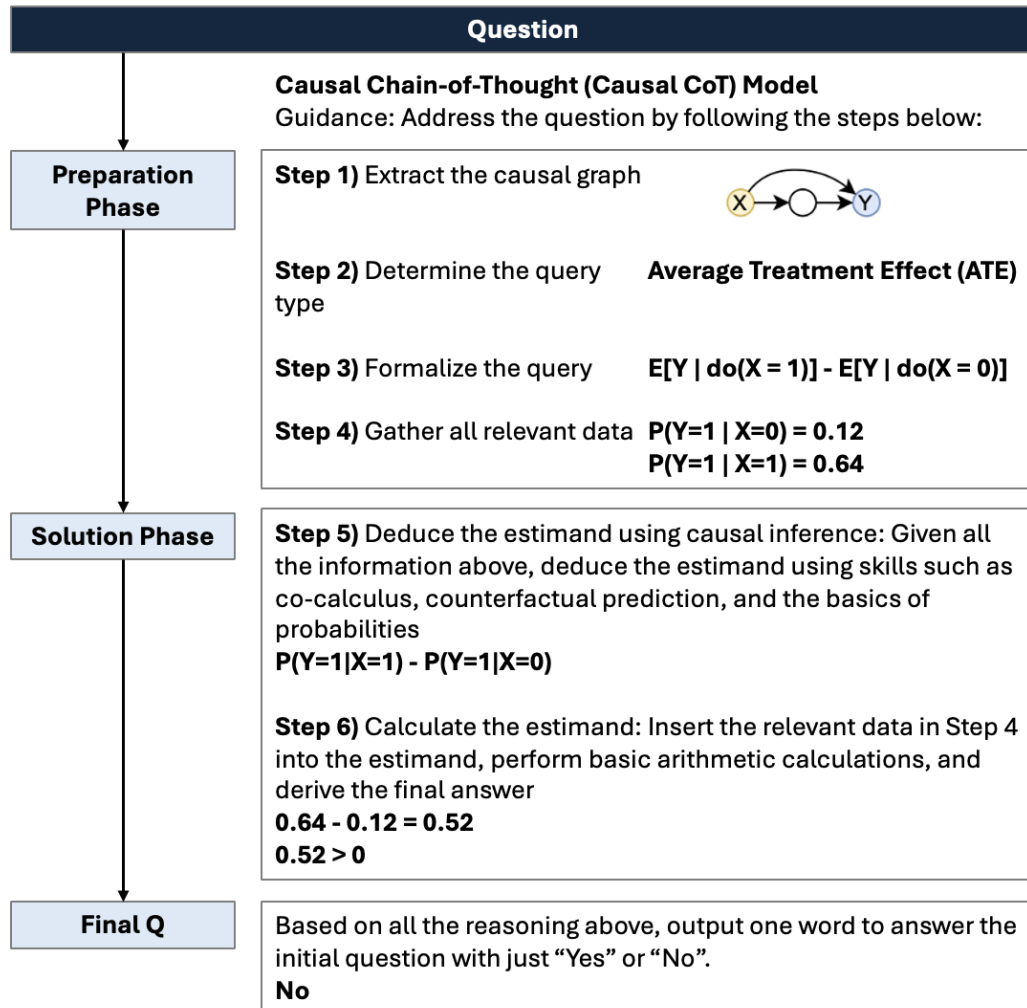 Question
Causal Chain-of-Thought (Causal CoT) Model
Guidance: Address the question by following the steps below:
Preparation
Phase
Step 1) Extract the causal graph
X
Y
Step 2) Determine the query
type
Average Treatment Effect (ATE)
Step 3) Formalize the query
E[Y | do(X = 1)] - E[Y | do(X = 0)]
Step 4) Gather all relevant data
P(Y=1 | X=0) = 0.12
P(Y=1 | X=1) = 0.64
Solution Phase
Step 5) Deduce the estimand using causal inference: Given all
the information above, deduce the estimand using skills such as
co-calculus, counterfactual prediction, and the basics of
probabilities
P(Y=1|X=1) - P(Y=1|X=0)
Step 6) Calculate the estimand: Insert the relevant data in Step 4
into the estimand, perform basic arithmetic calculations, and
derive the final answer
0.64 - 0.12 = 0.52
0.52 > 0
Final Q
Based on all the reasoning above, output one word to answer the
initial question with just “Yes” or “No”.
No